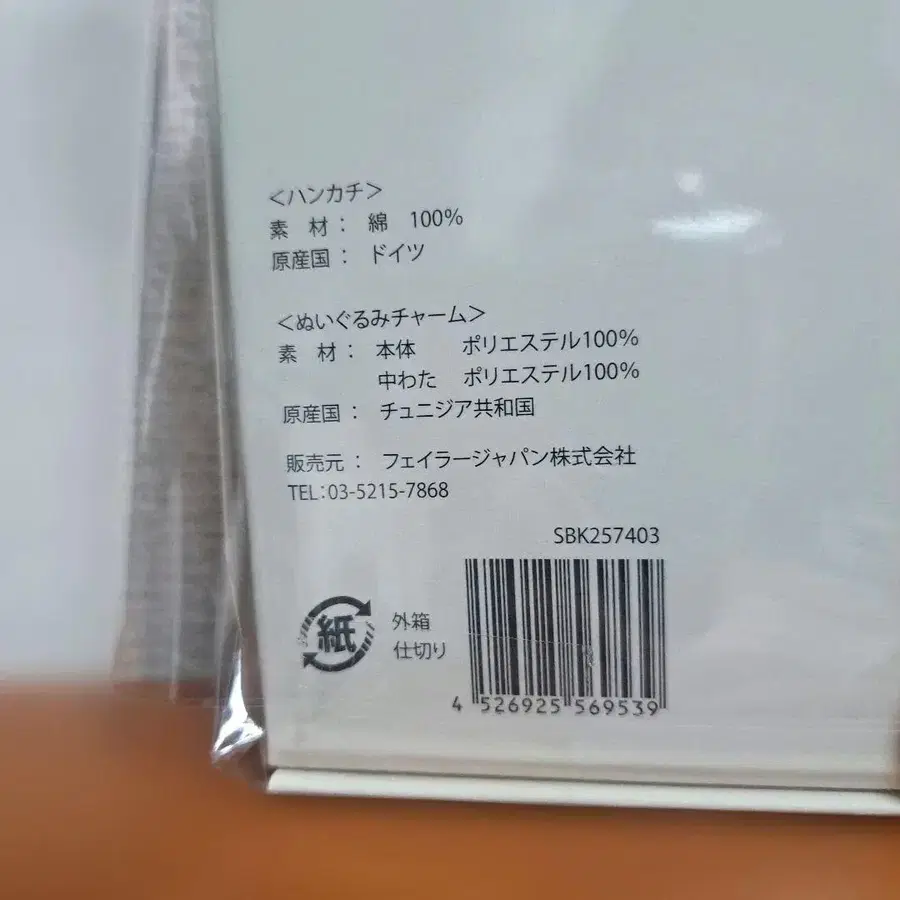 <ハンカチ>
素 材： 綿 100%
原産国： ドイツ
<ぬいぐるみチャーム>
素 材： 本体 ポリエステル100%
中わた ポリエステル100%
原産国： チュニジア共和国
販売元： フェイラージャパン株式会社
TEL:03-5215-7868
SBK257403
紙
外箱
仕切り
4 526925 569539